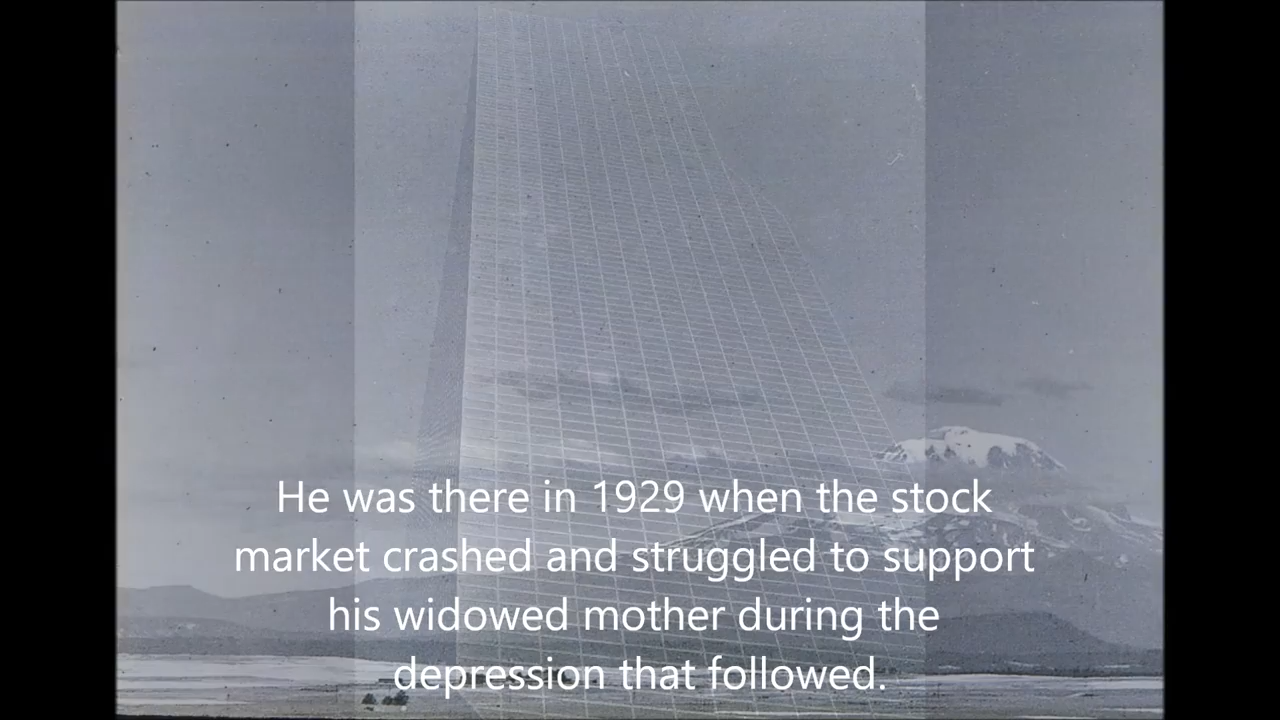 He was there in 1929 when the stock
market crashed and struggled to support
his widowed mother during the
depression that followed.